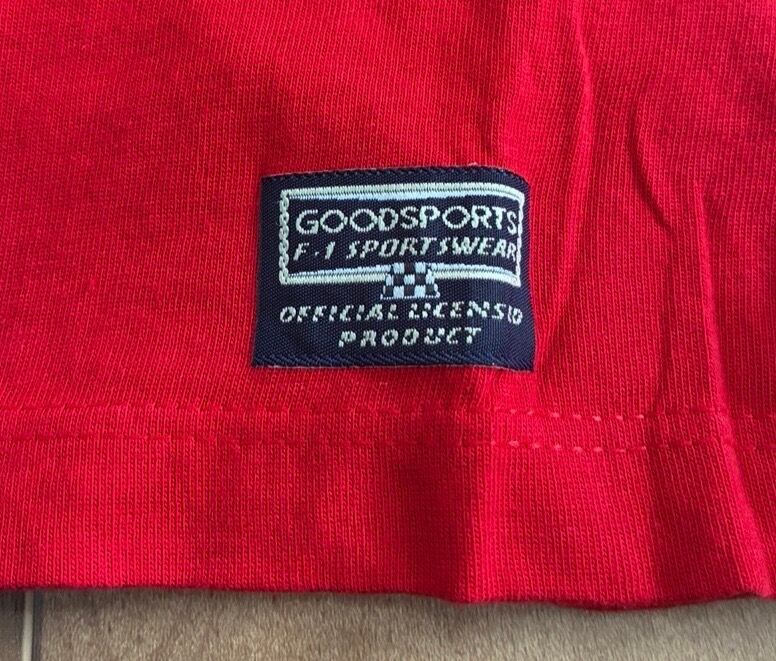 GOODSPORTS
F-1 SPORTSWEAR
OFFICIAL LICENSED
PRODUCT